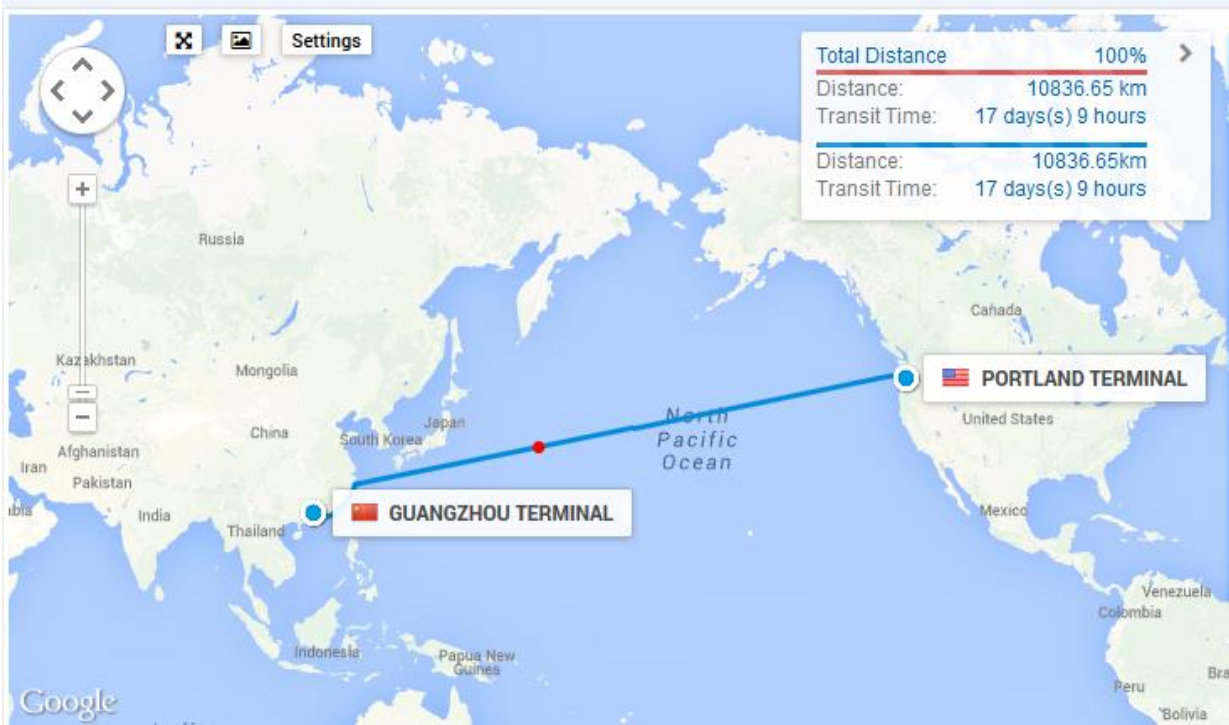 Settings
Total Distance 100%
Distance: 10836.65 km
Transit Time: 17 days(s) 9 hours
Distance: 10836.65km
Transit Time: 17 days(s) 9 hours
Russia
Canada
Kazakhstan
Mongolia
PORTLAND TERMINAL
North
Pacific
Ocean
United States
Japan
China
South Korea
Afghanistan
Iran
Pakistan
GUANGZHOU TERMINAL
India
Thailand
Mexico
Venezuela
Colombia
Indonesia
Papua New
Guinea
Peru
Bra
Google
Bolivia